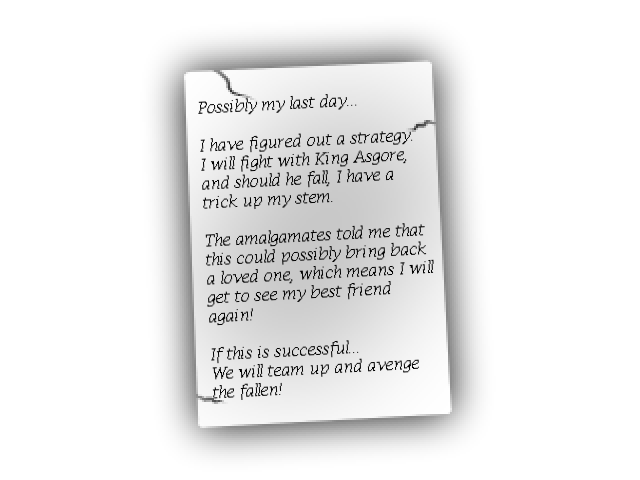 Possibly my last day...
I have figured out a strategy.
I will fight with King Asgore,
and should he fall, I have a
trick up my stem.
The amalgamates told me that
this could possibly bring back
a loved one, which means I will
get to see my best friend
again!
If this is successful...
We will team up and avenge
the fallen!